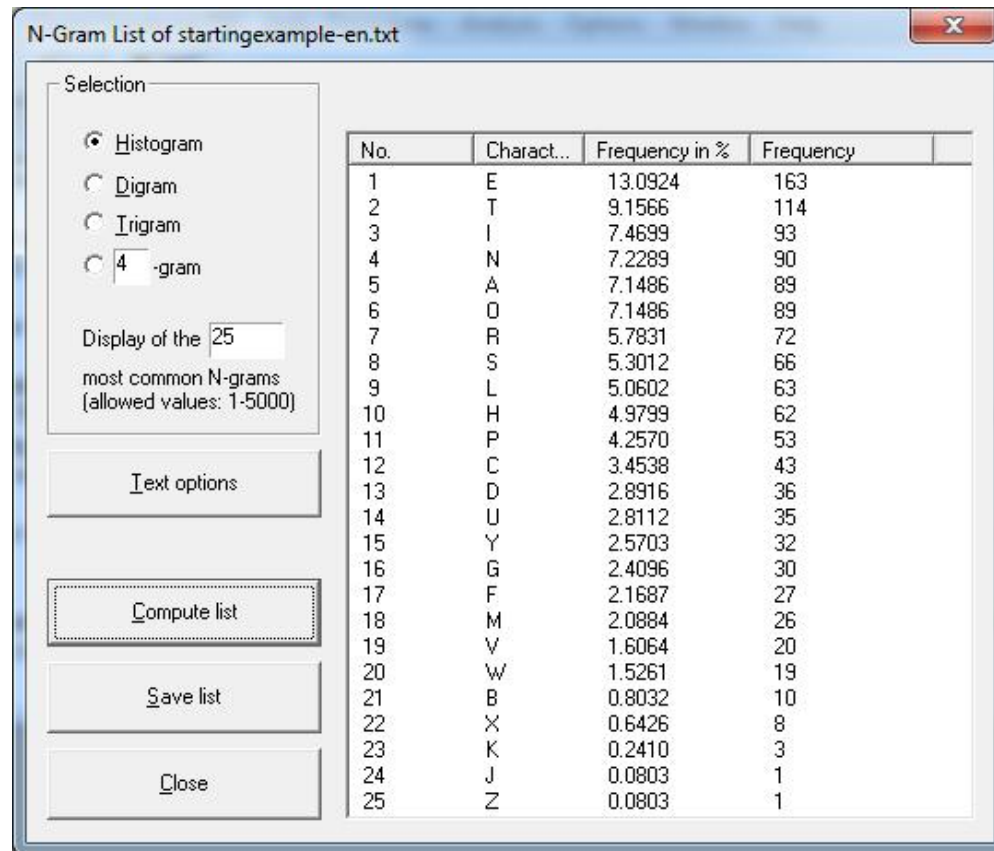 N-Gram List of startingexample-en.txt
Selection
Histogram
Digram
Trigram
4 -gram
Display of the 25
most common N-grams
(allowed values: 1-5000)
Text options
Compute list
Save list
Close
No. Charact... Frequency in % Frequency
1 E 13.0924 163
2 T 9.1566 114
3 I 7.4699 93
4 N 7.2289 90
5 A 7.1486 89
6 O 7.1486 89
7 R 5.7831 72
8 S 5.3012 66
9 L 5.0602 63
10 H 4.9799 62
11 P 4.2570 53
12 C 3.4538 43
13 D 2.8916 36
14 U 2.8112 35
15 Y 2.5703 32
16 G 2.4096 30
17 F 2.1687 27
18 M 2.0884 26
19 V 1.6064 20
20 W 1.5261 19
21 B 0.8032 10
22 X 0.6426 8
23 K 0.2410 3
24 J 0.0803 1
25 Z 0.0803 1